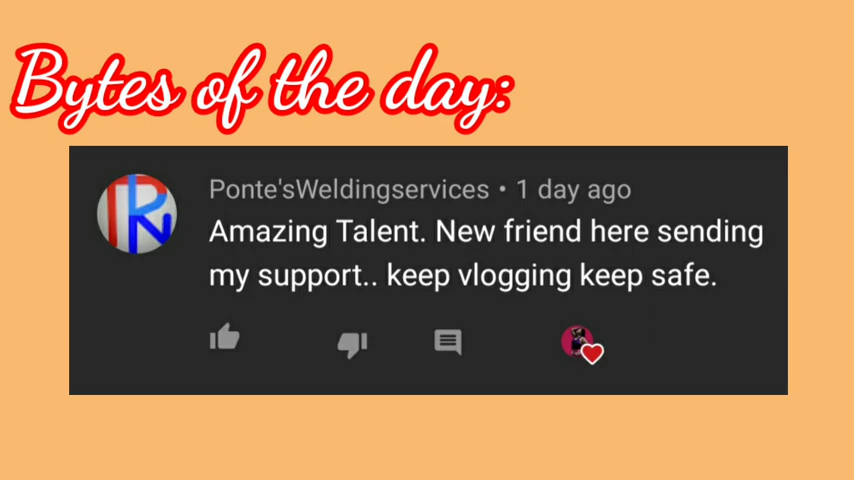 Bytes of the day:
Ponte'sWeldingservices • 1 day ago
Amazing Talent. New friend here sending
my support.. keep vlogging keep safe.